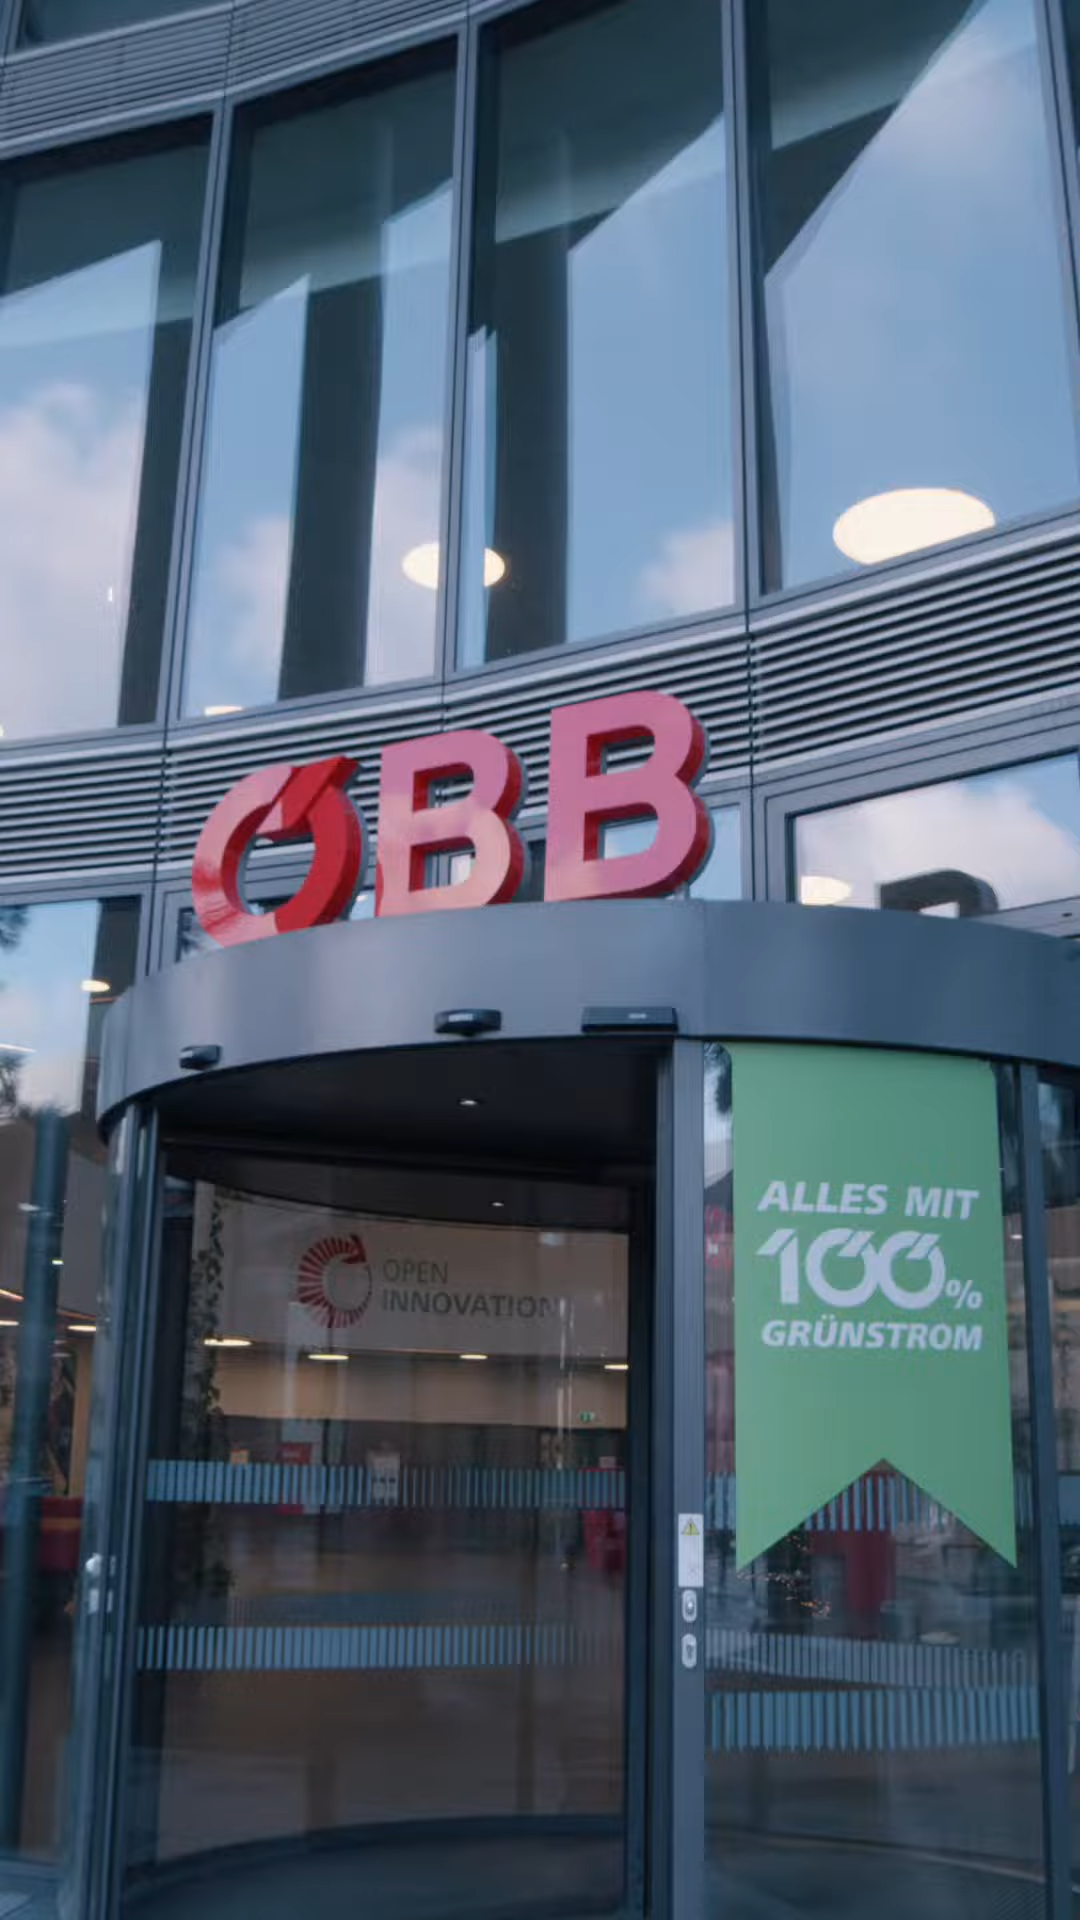 ÖBB
OPEN
INNOVATION
ALLES MIT
100%
GRÜNSTROM